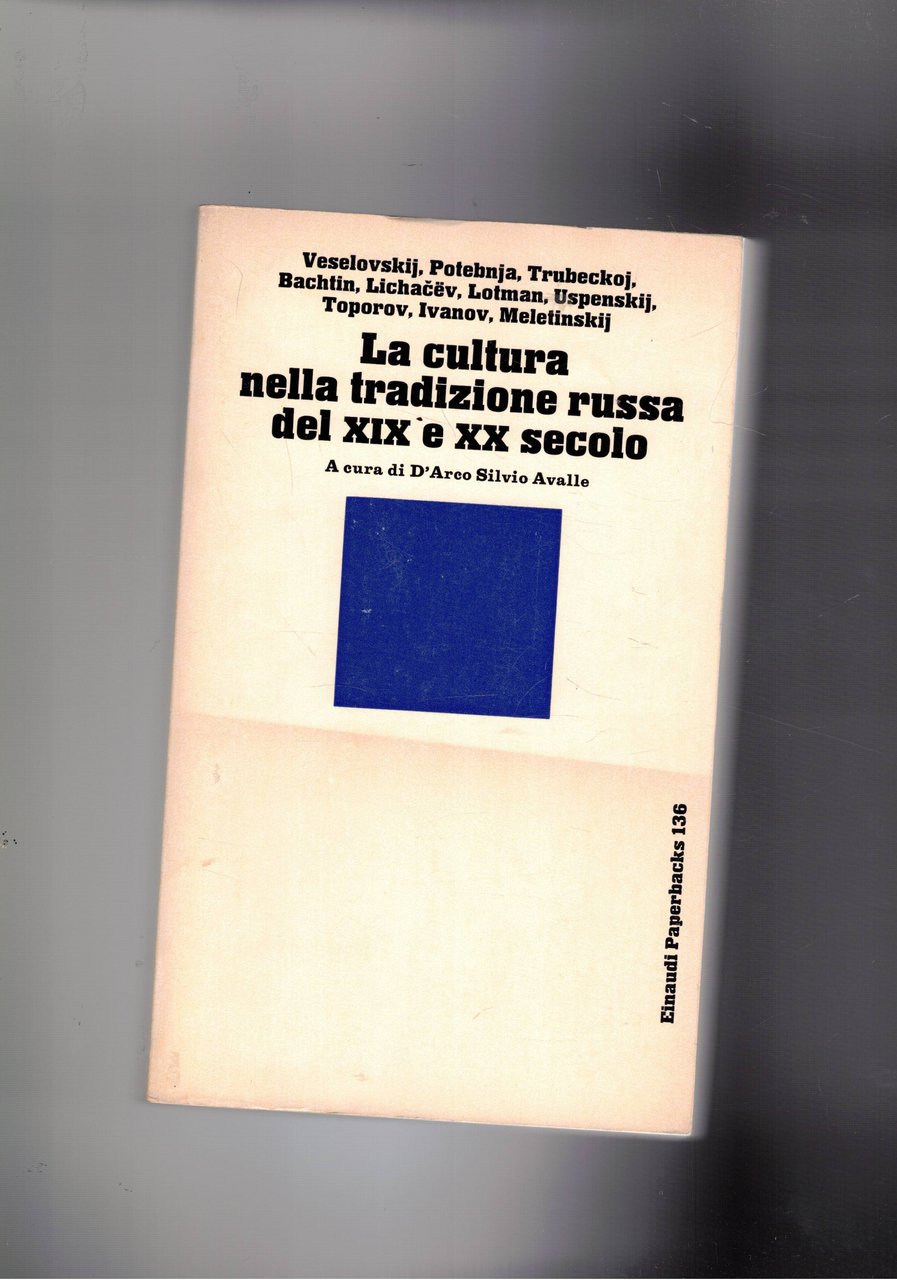 Veselovskij, Potebnja, Trubeckoj,
Bachtin, Lichačëv, Lotman, Uspenskij,
Toporov, Ivanov, Meletinskij
La cultura
nella tradizione russa
del XIX e XX secolo
A cura di D'Arco Silvio Avalle
Einaudi Paperbacks 136